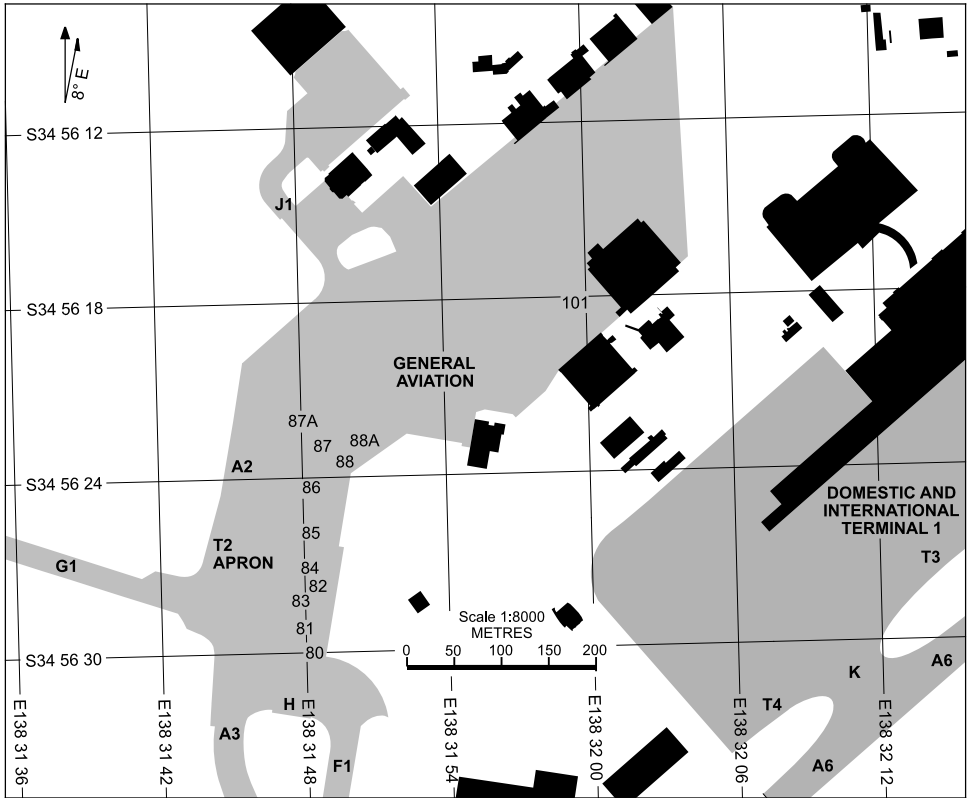 8° E
S34 56 12
J1
S34 56 18
101
GENERAL
AVIATION
87A
87
88A
88
A2
S34 56 24
86
DOMESTIC AND
INTERNATIONAL
TERMINAL 1
85
T2
APRON
T3
G1
84
82
83
Scale 1:8000
METRES
81
0 50 100 150 200
S34 56 30
80
A6
K
H
T4
A3
F1
A6
E138 31 36
E138 31 42
E138 31 48
E138 31 54
E138 32 00
E138 32 06
E138 32 12